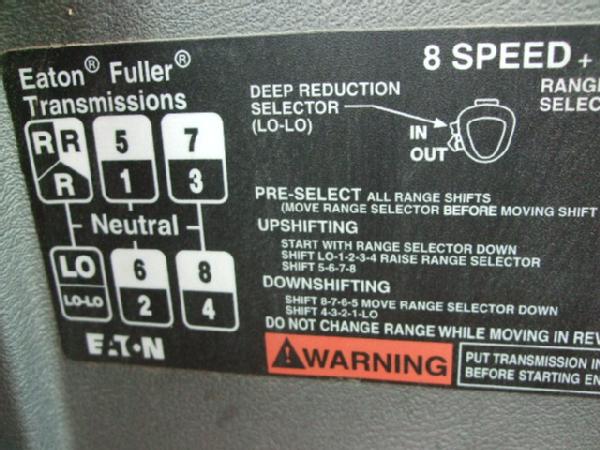 8 SPEED +
Eaton® Fuller®
Transmissions
DEEP REDUCTION
SELECTOR
(LO-LO)
IN
OUT
R R 5 7
R 1 3
Neutral
LO 6 8
LO-LO 2 4
EATON
PRE-SELECT ALL RANGE SHIFTS
(MOVE RANGE SELECTOR BEFORE MOVING SHIFT
UPSHIFTING
START WITH RANGE SELECTOR DOWN
SHIFT LO-1-2-3-4 RAISE RANGE SELECTOR
SHIFT 5-6-7-8
DOWNSHIFTING
SHIFT 8-7-6-5 MOVE RANGE SELECTOR DOWN
SHIFT 4-3-2-1-LO
DO NOT CHANGE RANGE WHILE MOVING IN REV
WARNING
PUT TRANSMISSION IN
BEFORE STARTING EN